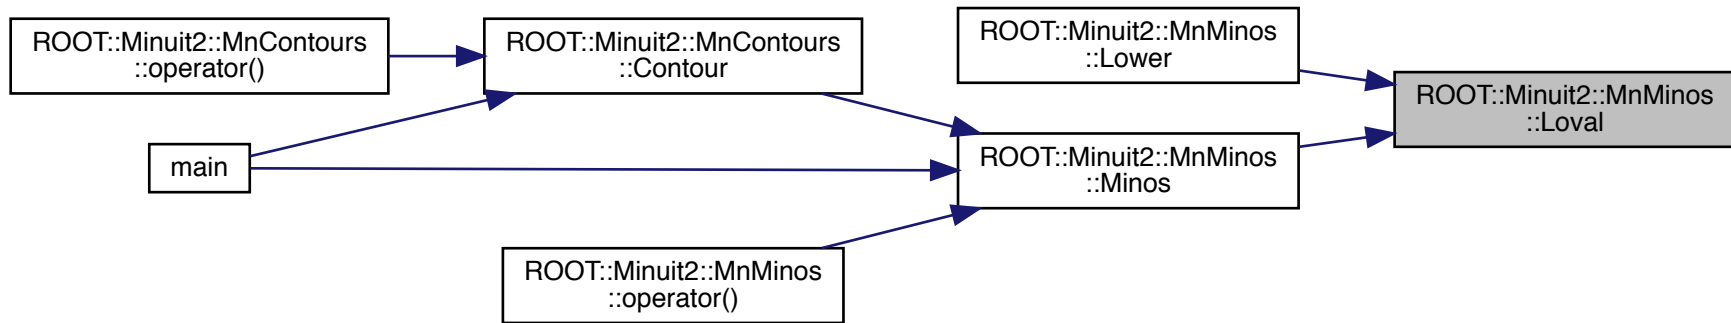 ROOT::Minuit2::MnContours
::operator()
ROOT::Minuit2::MnContours
::Contour
ROOT::Minuit2::MnMinos
::Lower
ROOT::Minuit2::MnMinos
::Loval
main
ROOT::Minuit2::MnMinos
::Minos
ROOT::Minuit2::MnMinos
::operator()